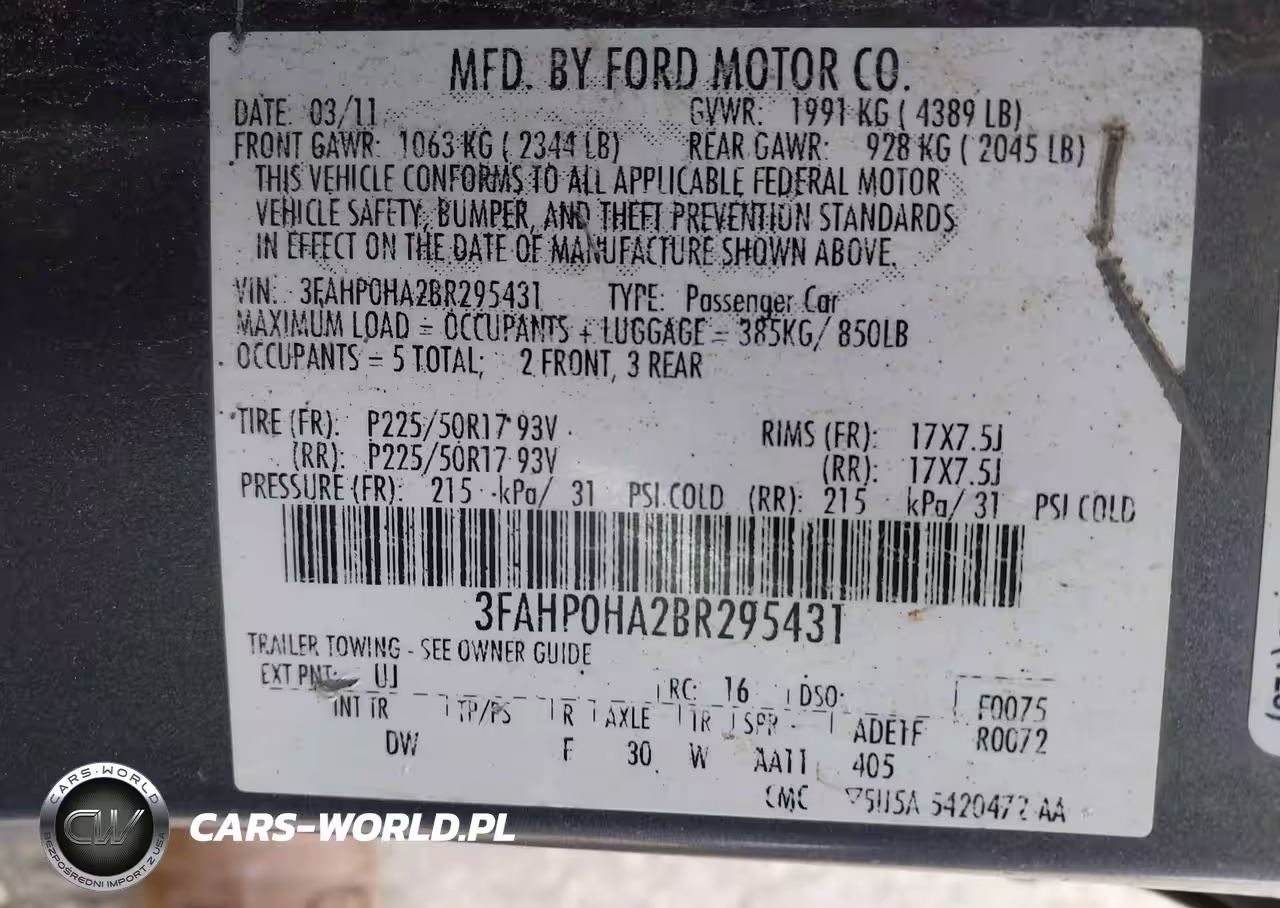 MFD. BY FORD MOTOR CO.
DATE: 03/11 GVWR: 1991 KG ( 4389 LB)
FRONT GAWR: 1063 KG ( 2344 LB) REAR GAWR: 928 KG ( 2045 LB)
THIS VEHICLE CONFORMS TO ALL APPLICABLE FEDERAL MOTOR
VEHICLE SAFETY, BUMPER, AND THEFT PREVENTION STANDARDS
IN EFFECT ON THE DATE OF MANUFACTURE SHOWN ABOVE.
VIN: 3FAHP0HA2BR295431 TYPE: Passenger Car
MAXIMUM LOAD = OCCUPANTS + LUGGAGE = 385KG/ 850LB
OCCUPANTS = 5 TOTAL; 2 FRONT, 3 REAR
TIRE (FR): P225/50R17 93V RIMS (FR): 17X7.5J
(RR): P225/50R17 93V (RR): 17X7.5J
PRESSURE (FR): 215 kPa/ 31 PSI COLD (RR): 215 kPa/ 31 PSI COLD
3FAHP0HA2BR295431
TRAILER TOWING - SEE OWNER GUIDE
EXT PNT: UJ RC: 16 DSO: F0075
INT TR TP/PS R AXLE TR SPR ADE1F R0072
DW F 30 W AA11 405
5420472 AA
CARS-WORLD
CW
BEZPOŚREDNI IMPORT Z USA
CARS-WORLD.PL